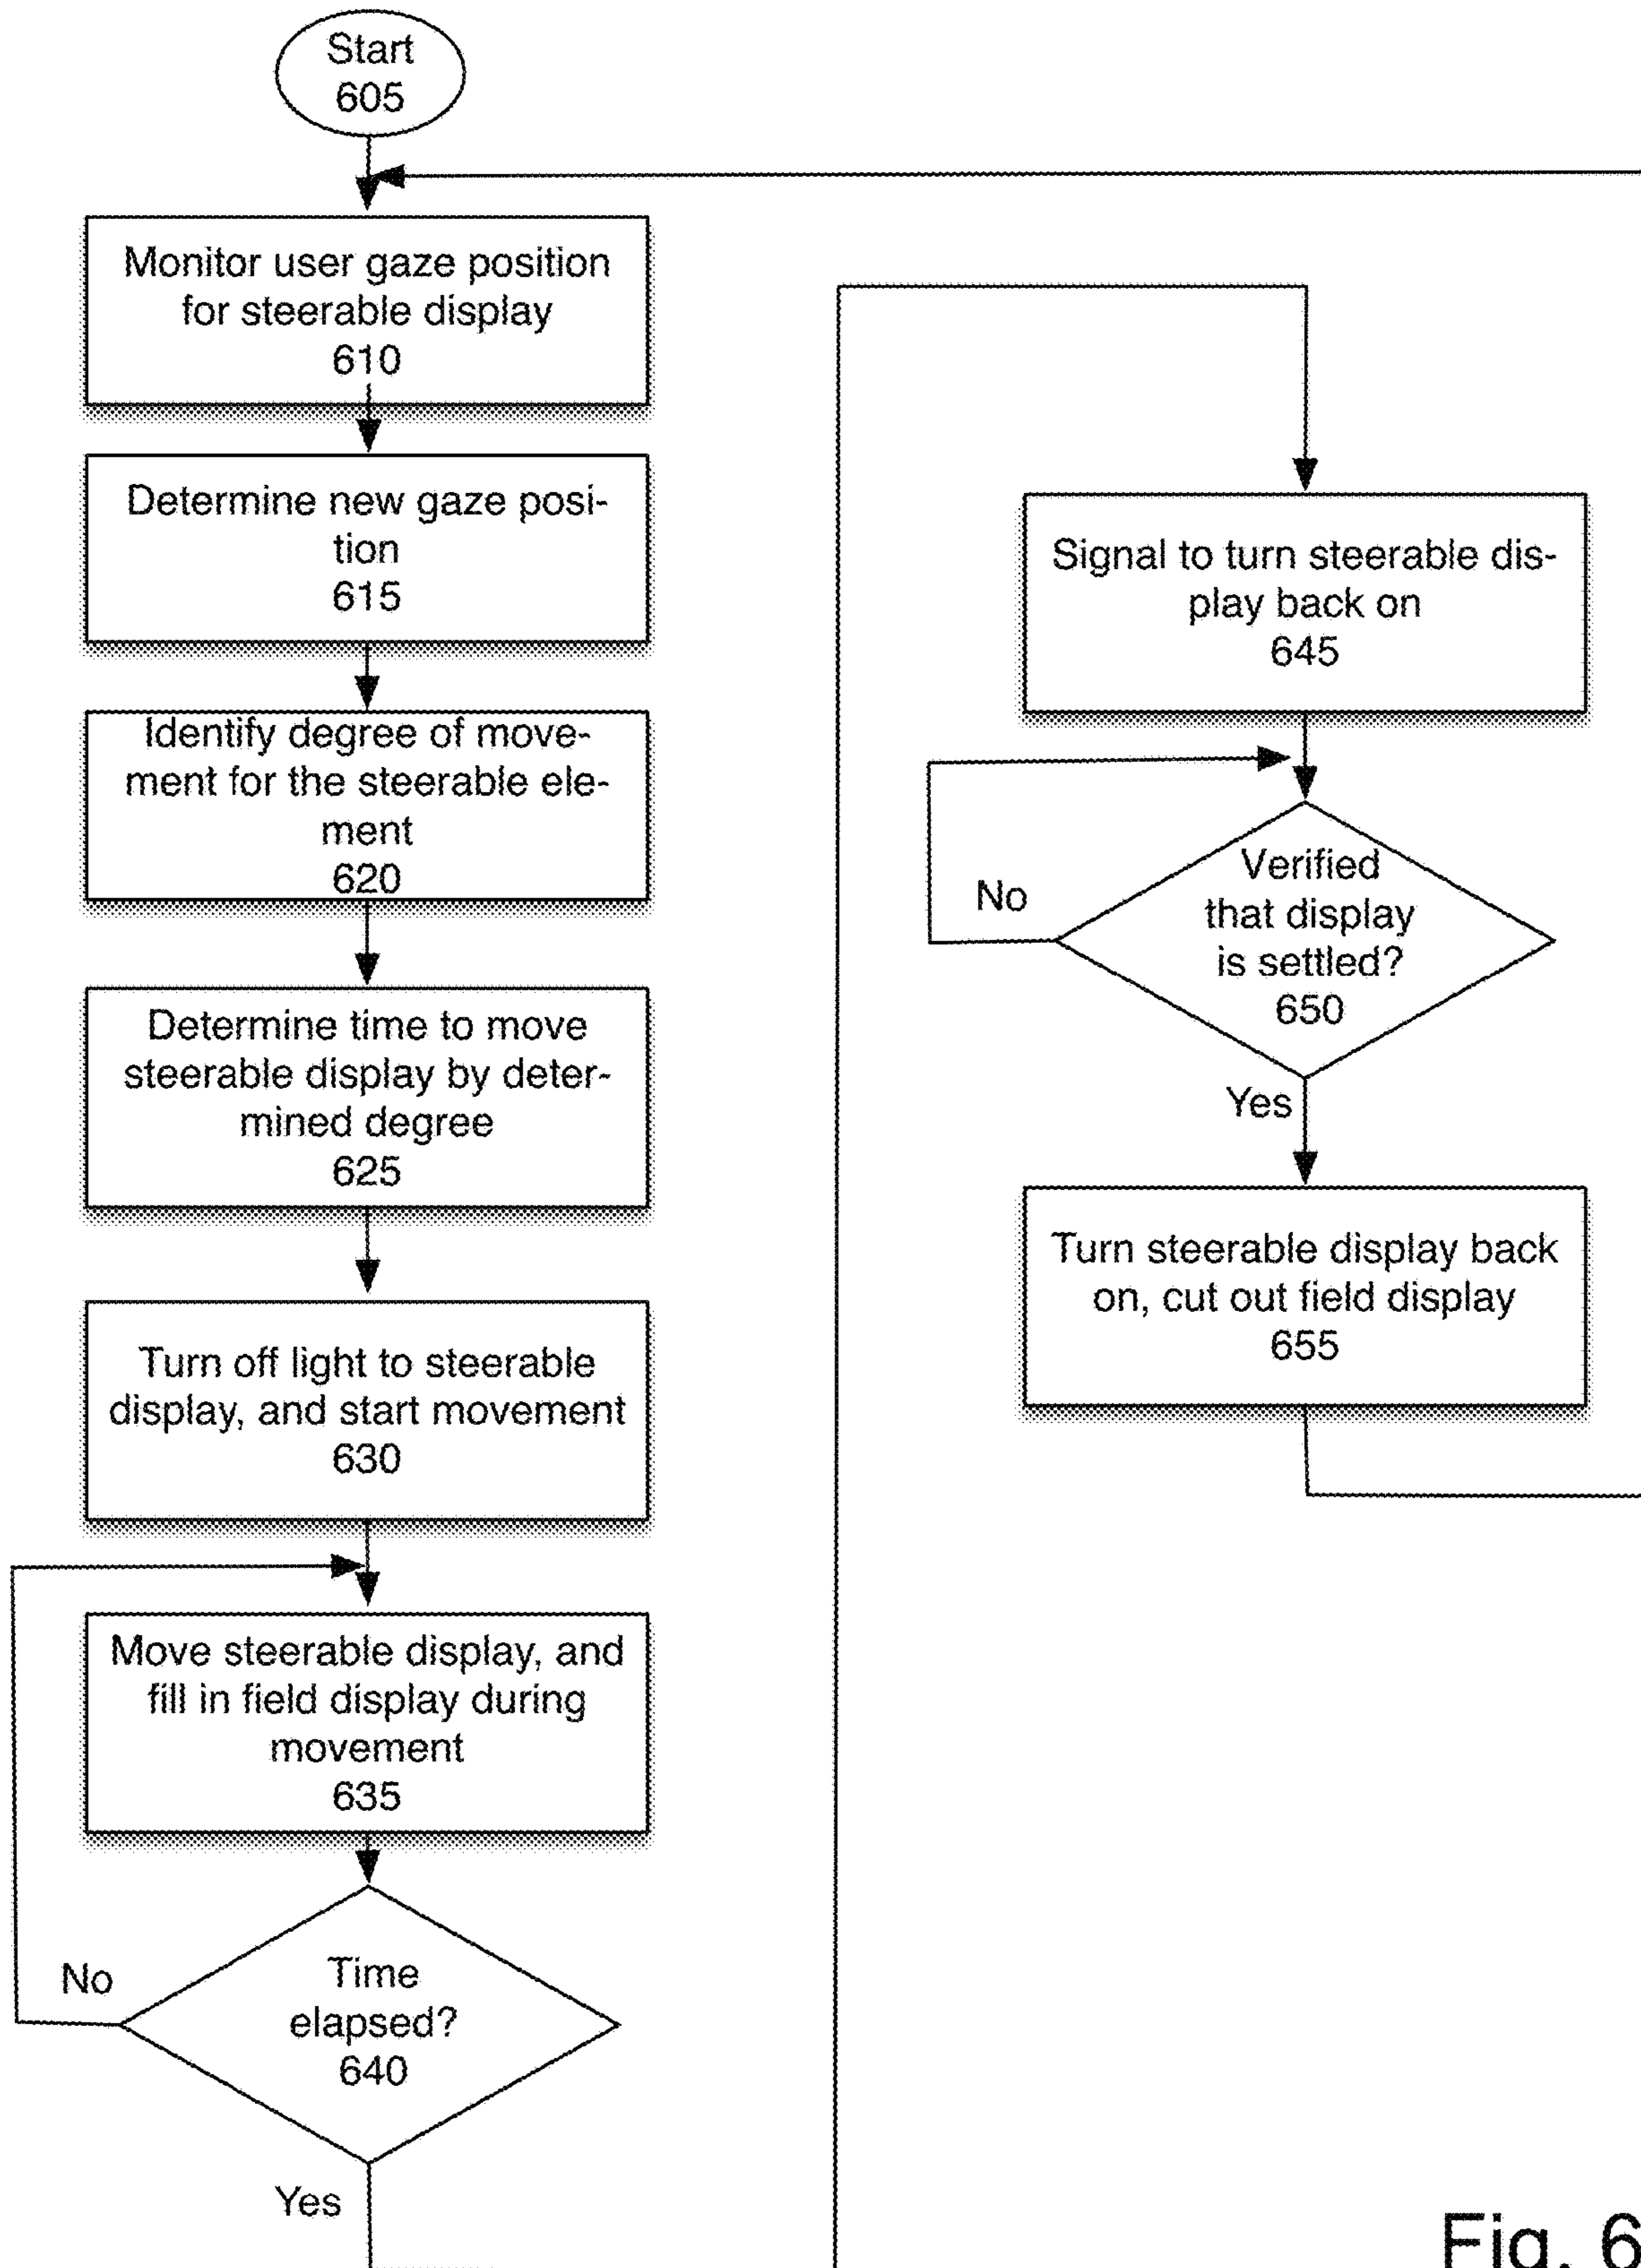 Start
605
Monitor user gaze position
for steerable display
610
Determine new gaze posi-
tion
615
Identify degree of move-
ment for the steerable ele-
ment
620
Determine time to move
steerable display by deter-
mined degree
625
Turn off light to steerable
display, and start movement
630
Move steerable display, and
fill in field display during
movement
635
No
Time
elapsed?
640
Yes
Signal to turn steerable dis-
play back on
645
No
Verified
that display
is settled?
650
Yes
Turn steerable display back
on, cut out field display
655
Fig. 6